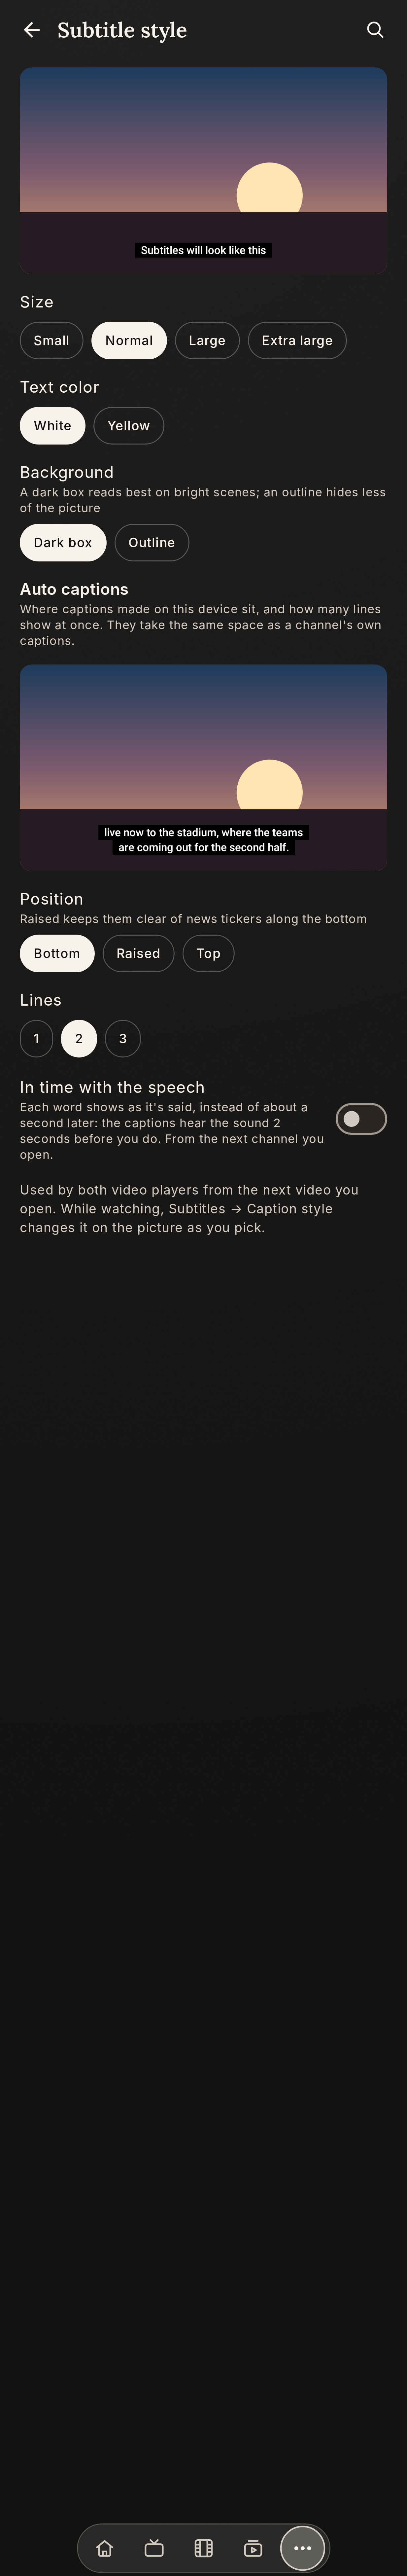 Subtitle style
Subtitles will look like this
Size
Small Normal Large Extra large
Text color
White Yellow
Background
A dark box reads best on bright scenes; an outline hides less
of the picture
Dark box Outline
Auto captions
Where captions made on this device sit, and how many lines
show at once. They take the same space as a channel's own
captions.
live now to the stadium, where the teams
are coming out for the second half.
Position
Raised keeps them clear of news tickers along the bottom
Bottom Raised Top
Lines
1 2 3
In time with the speech
Each word shows as it's said, instead of about a
second later: the captions hear the sound 2
seconds before you do. From the next channel you
open.
Used by both video players from the next video you
open. While watching, Subtitles → Caption style
changes it on the picture as you pick.